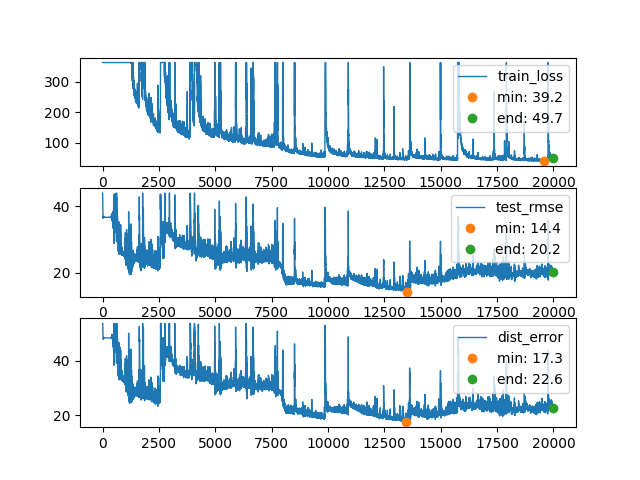 300
200
100
train_loss
min: 39.2
end: 49.7
0 2500 5000 7500 10000 12500 15000 17500 20000
40
20
test_rmse
min: 14.4
end: 20.2
0 2500 5000 7500 10000 12500 15000 17500 20000
40
20
dist_error
min: 17.3
end: 22.6
0 2500 5000 7500 10000 12500 15000 17500 20000